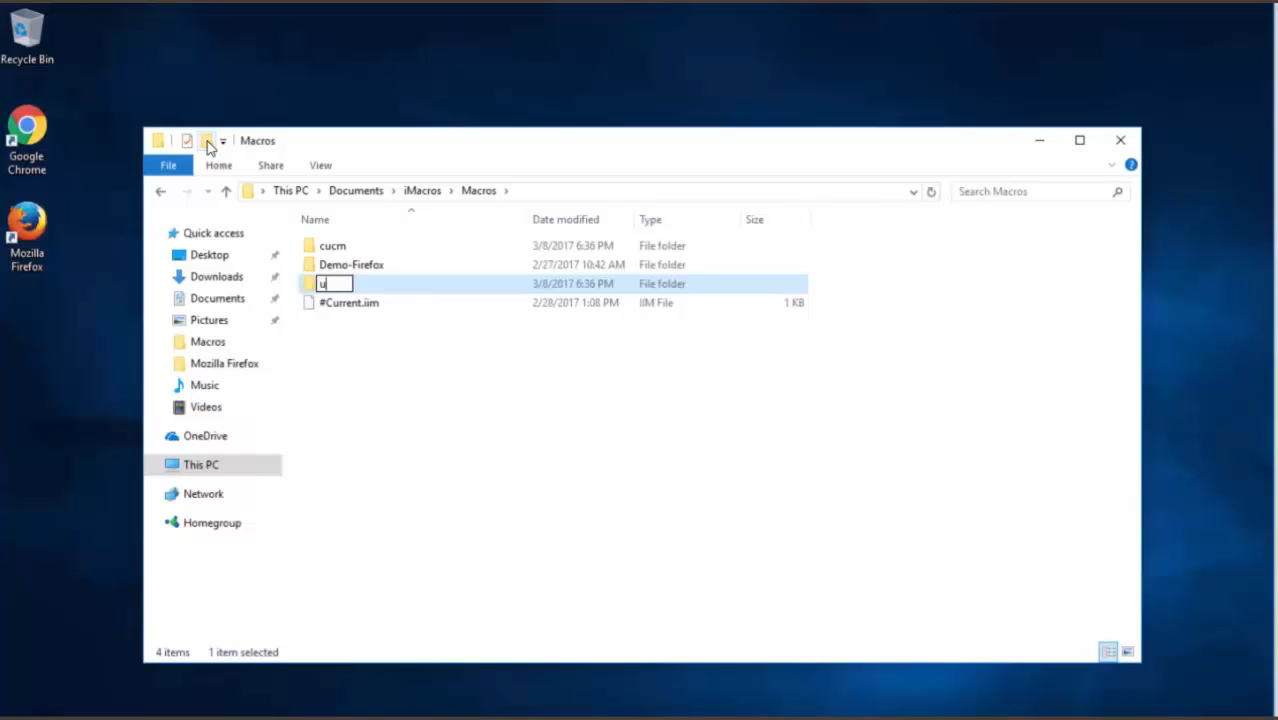 Recycle Bin
Google
Chrome
Mozilla
Firefox
Macros
File Home Share View
This PC Documents iMacros Macros
Search Macros
Name Date modified Type Size
cucm 3/8/2017 6:36 PM File folder
Demo-Firefox 2/27/2017 10:42 AM File folder
u 3/8/2017 6:36 PM File folder
#Current.iim 2/28/2017 1:08 PM IIM File 1 KB
Quick access
Desktop
Downloads
Documents
Pictures
Macros
Mozilla Firefox
Music
Videos
OneDrive
This PC
Network
Homegroup
4 items 1 item selected